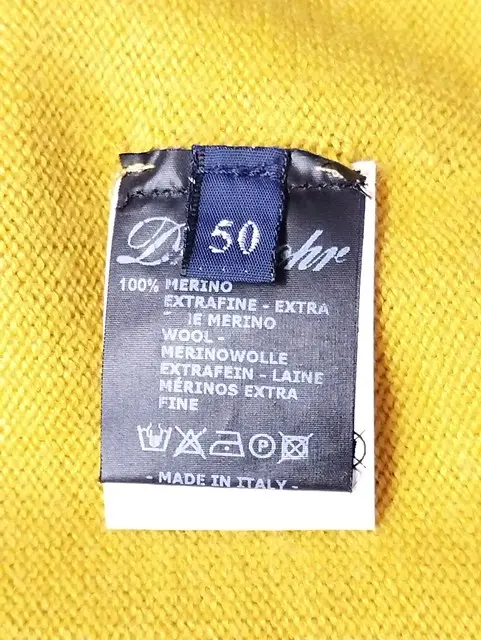 50
100% MERINO
EXTRAFINE - EXTRA
MERINO
WOOL -
MERINOWOLLE
EXTRAFEIN - LAINE
MÉRINOS EXTRA
FINE
P
- MADE IN ITALY -